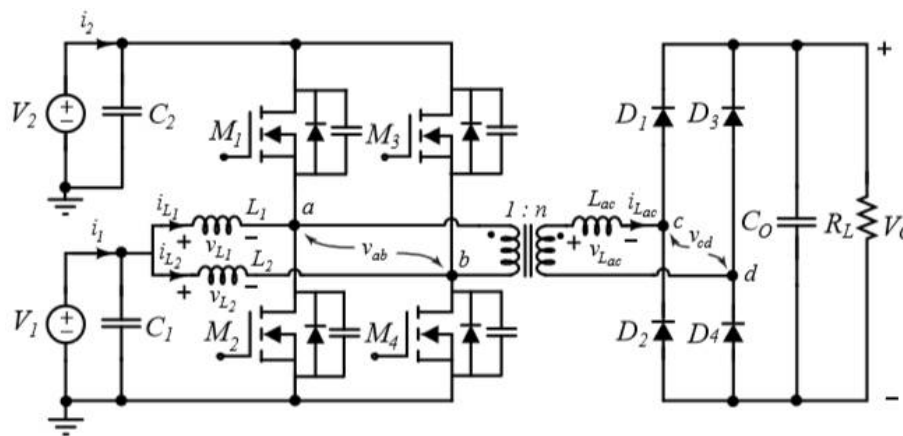 i2
V2
C2
M1
M3
D1
D3
iL1
L1
a
1 : n
Lac
iLac
c
+
vL1
-
i1
iL2
L2
vab
b
+
vLac
-
vcd
d
CO
RL
+
vL2
-
V1
C1
M2
M4
D2
D4
+
-